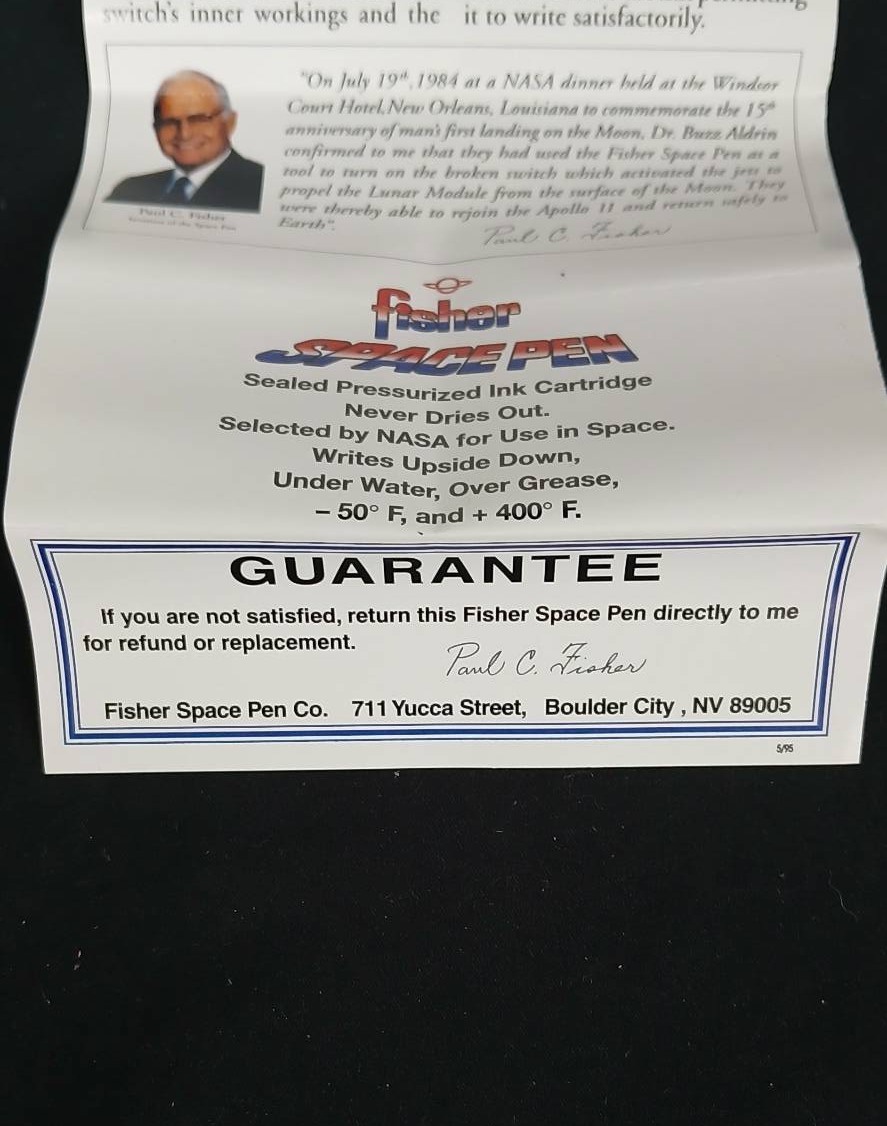 switch's inner workings and the it to write satisfactorily.
"On July 19th, 1984 at a NASA dinner held at the Windsor
Court Hotel, New Orleans, Louisiana to commemorate the 15th
anniversary of man's first landing on the Moon, Dr. Buzz Aldrin
confirmed to me that they had used the Fisher Space Pen as a
tool to turn on the broken switch which activated the jets to
propel the Lunar Module from the surface of the Moon. They
were thereby able to rejoin the Apollo 11 and return safely to
Earth".
Paul C. Fisher
Paul C. Fisher
of the Space Pen
fisher
SPACE PEN
Sealed Pressurized Ink Cartridge
Never Dries Out.
Selected by NASA for Use in Space.
Writes Upside Down,
Under Water, Over Grease,
– 50° F, and + 400° F.
GUARANTEE
If you are not satisfied, return this Fisher Space Pen directly to me
for refund or replacement.
Paul C. Fisher
Fisher Space Pen Co. 711 Yucca Street, Boulder City , NV 89005
5/95